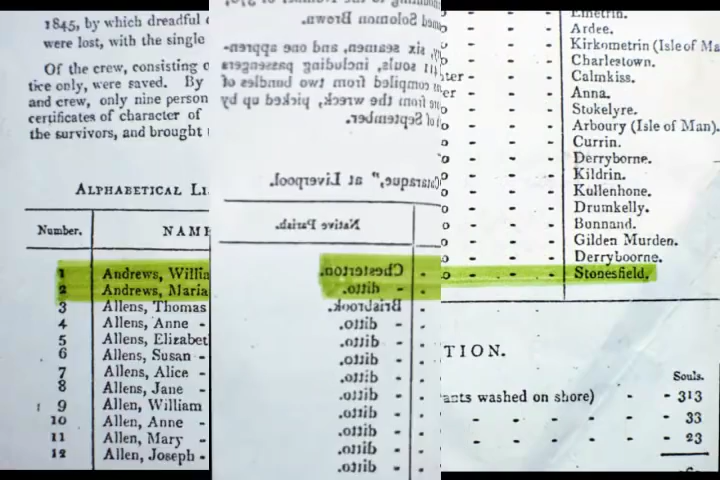 1845, by which dreadful
were lost, with the single
Of the crew, consisting
tice only, were saved. By
and crew, only nine person
certificates of character of
the survivors, and brought
ALPHABETICAL LI
Number. NAME
1 Andrews, Willia
2 Andrews, Maria
3 Allens, Thomas
4 Allens, Anne -
5 Allens, Elizabet
6 Allens, Susan -
7 Allens, Alice -
8 Allens, Jane -
9 Allen, William
10 Allen, Anne -
11 Allen, Mary -
12 Allen, Joseph -
Solomon Brown.
six seamen, and one appren-
411 souls, including passengers
compiled from two bundles of
from the wreck, picked up by
of September.
at Liverpool.
Native Parish.
- Chesterton.
- - ditto.
- Brisbrook.
- - ditto.
- - ditto.
- - ditto.
- - ditto.
- - ditto.
- - ditto.
- - ditto.
- - ditto.
- - ditto.
Emetrin.
- - - Ardee.
- - - Kirkometrin (Isle of Ma
- - - Charlestown.
- - - Calmkiss.
- - - Anna.
- - - Stokelyre.
- - - Arboury (Isle of Man).
- - - Currin.
- - - Derryborne.
- - - Kildrin.
- - - Kullenhone.
- - - Drumkelly.
- - - Bunnand.
- - - Gilden Murden.
- - - Derryboorne.
- - - Stonesfield.
TION.
Souls.
ants washed on shore) - - 313
- - - - - 33
- - - - - 23